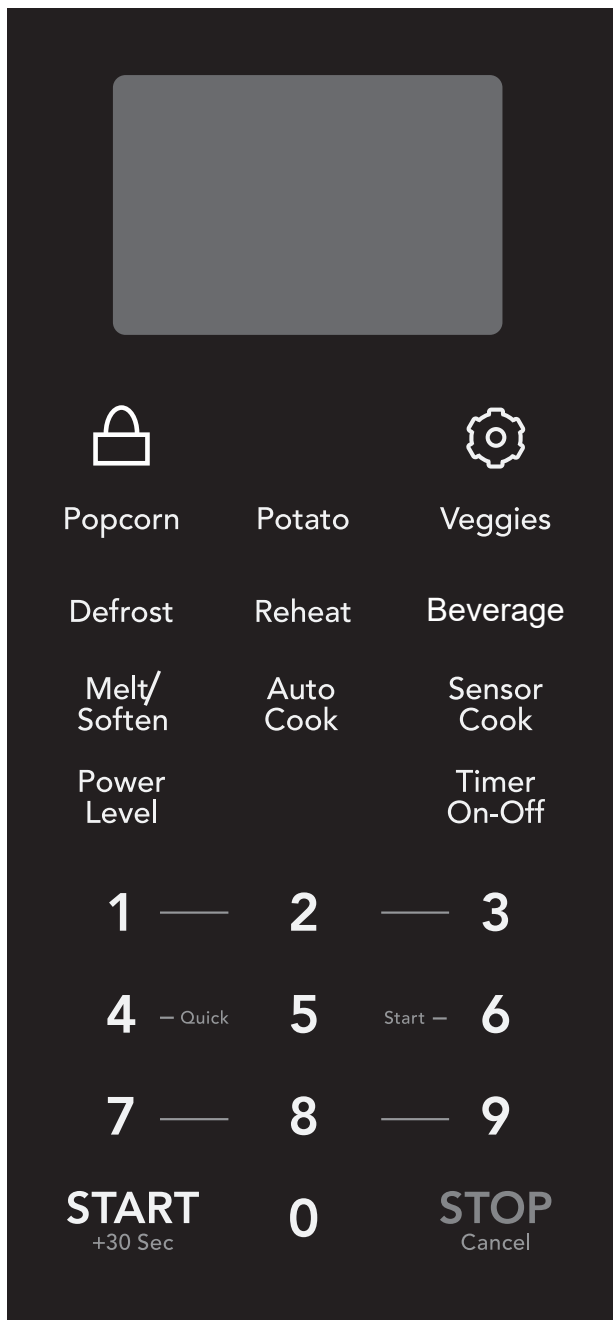 Popcorn Potato Veggies
Defrost Reheat Beverage
Melt/ Auto Sensor
Soften Cook Cook
Power Timer
Level On-Off
1 2 3
4 – Quick 5 Start – 6
7 8 9
START 0 STOP
+30 Sec Cancel